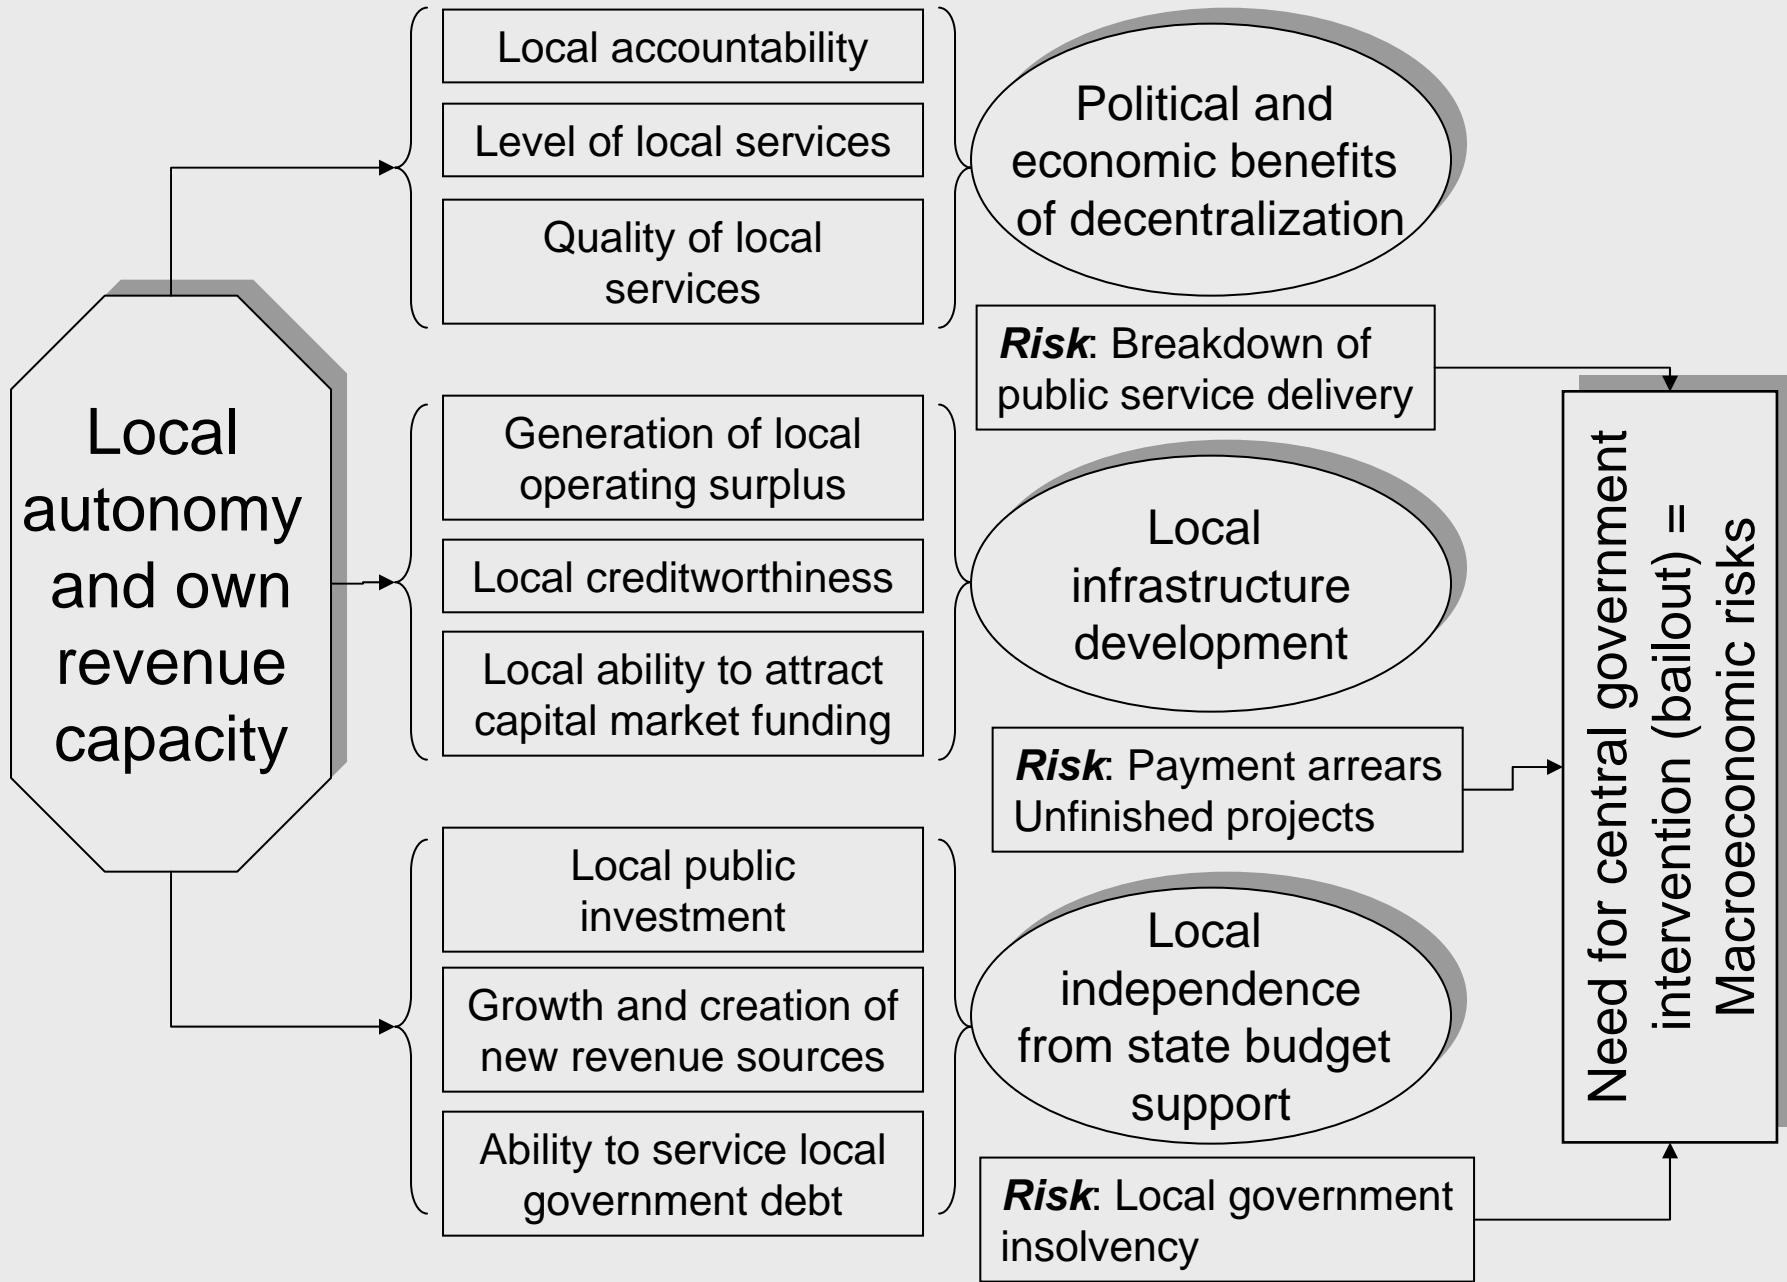 Local
autonomy
and own
revenue
capacity
Local accountability
Level of local services
Quality of local
services
Political and
economic benefits
of decentralization
Risk: Breakdown of
public service delivery
Generation of local
operating surplus
Local creditworthiness
Local ability to attract
capital market funding
Local
infrastructure
development
Risk: Payment arrears
Unfinished projects
Local public
investment
Growth and creation of
new revenue sources
Ability to service local
government debt
Local
independence
from state budget
support
Risk: Local government
insolvency
Need for central government
intervention (bailout) =
Macroeconomic risks